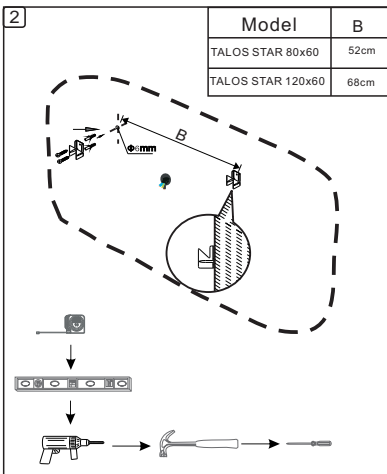 2
Model B
TALOS STAR 80x60 52cm
TALOS STAR 120x60 68cm
B
Φ6mm